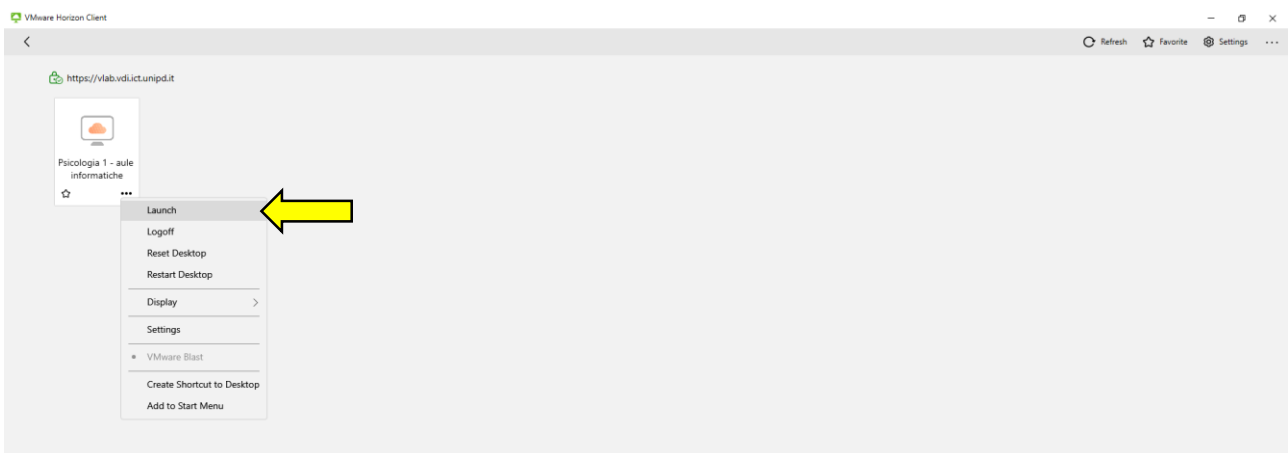 VMware Horizon Client
Refresh Favorite Settings
https://vlab.vdi.ict.unipd.it
Psicologia 1 - aule
informatiche
Launch
Logoff
Reset Desktop
Restart Desktop
Display
Settings
VMware Blast
Create Shortcut to Desktop
Add to Start Menu